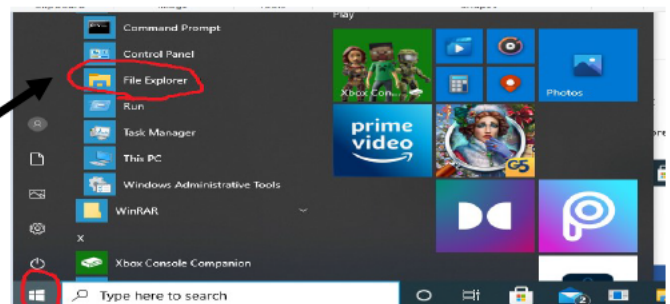 Command Prompt
Control Panel
File Explorer
Run
Task Manager
This PC
Windows Administrative Tools
WinRAR
X
Xbox Console Companion
Type here to search
Play
Xbox Con...
Photos
prime
video
G5
2